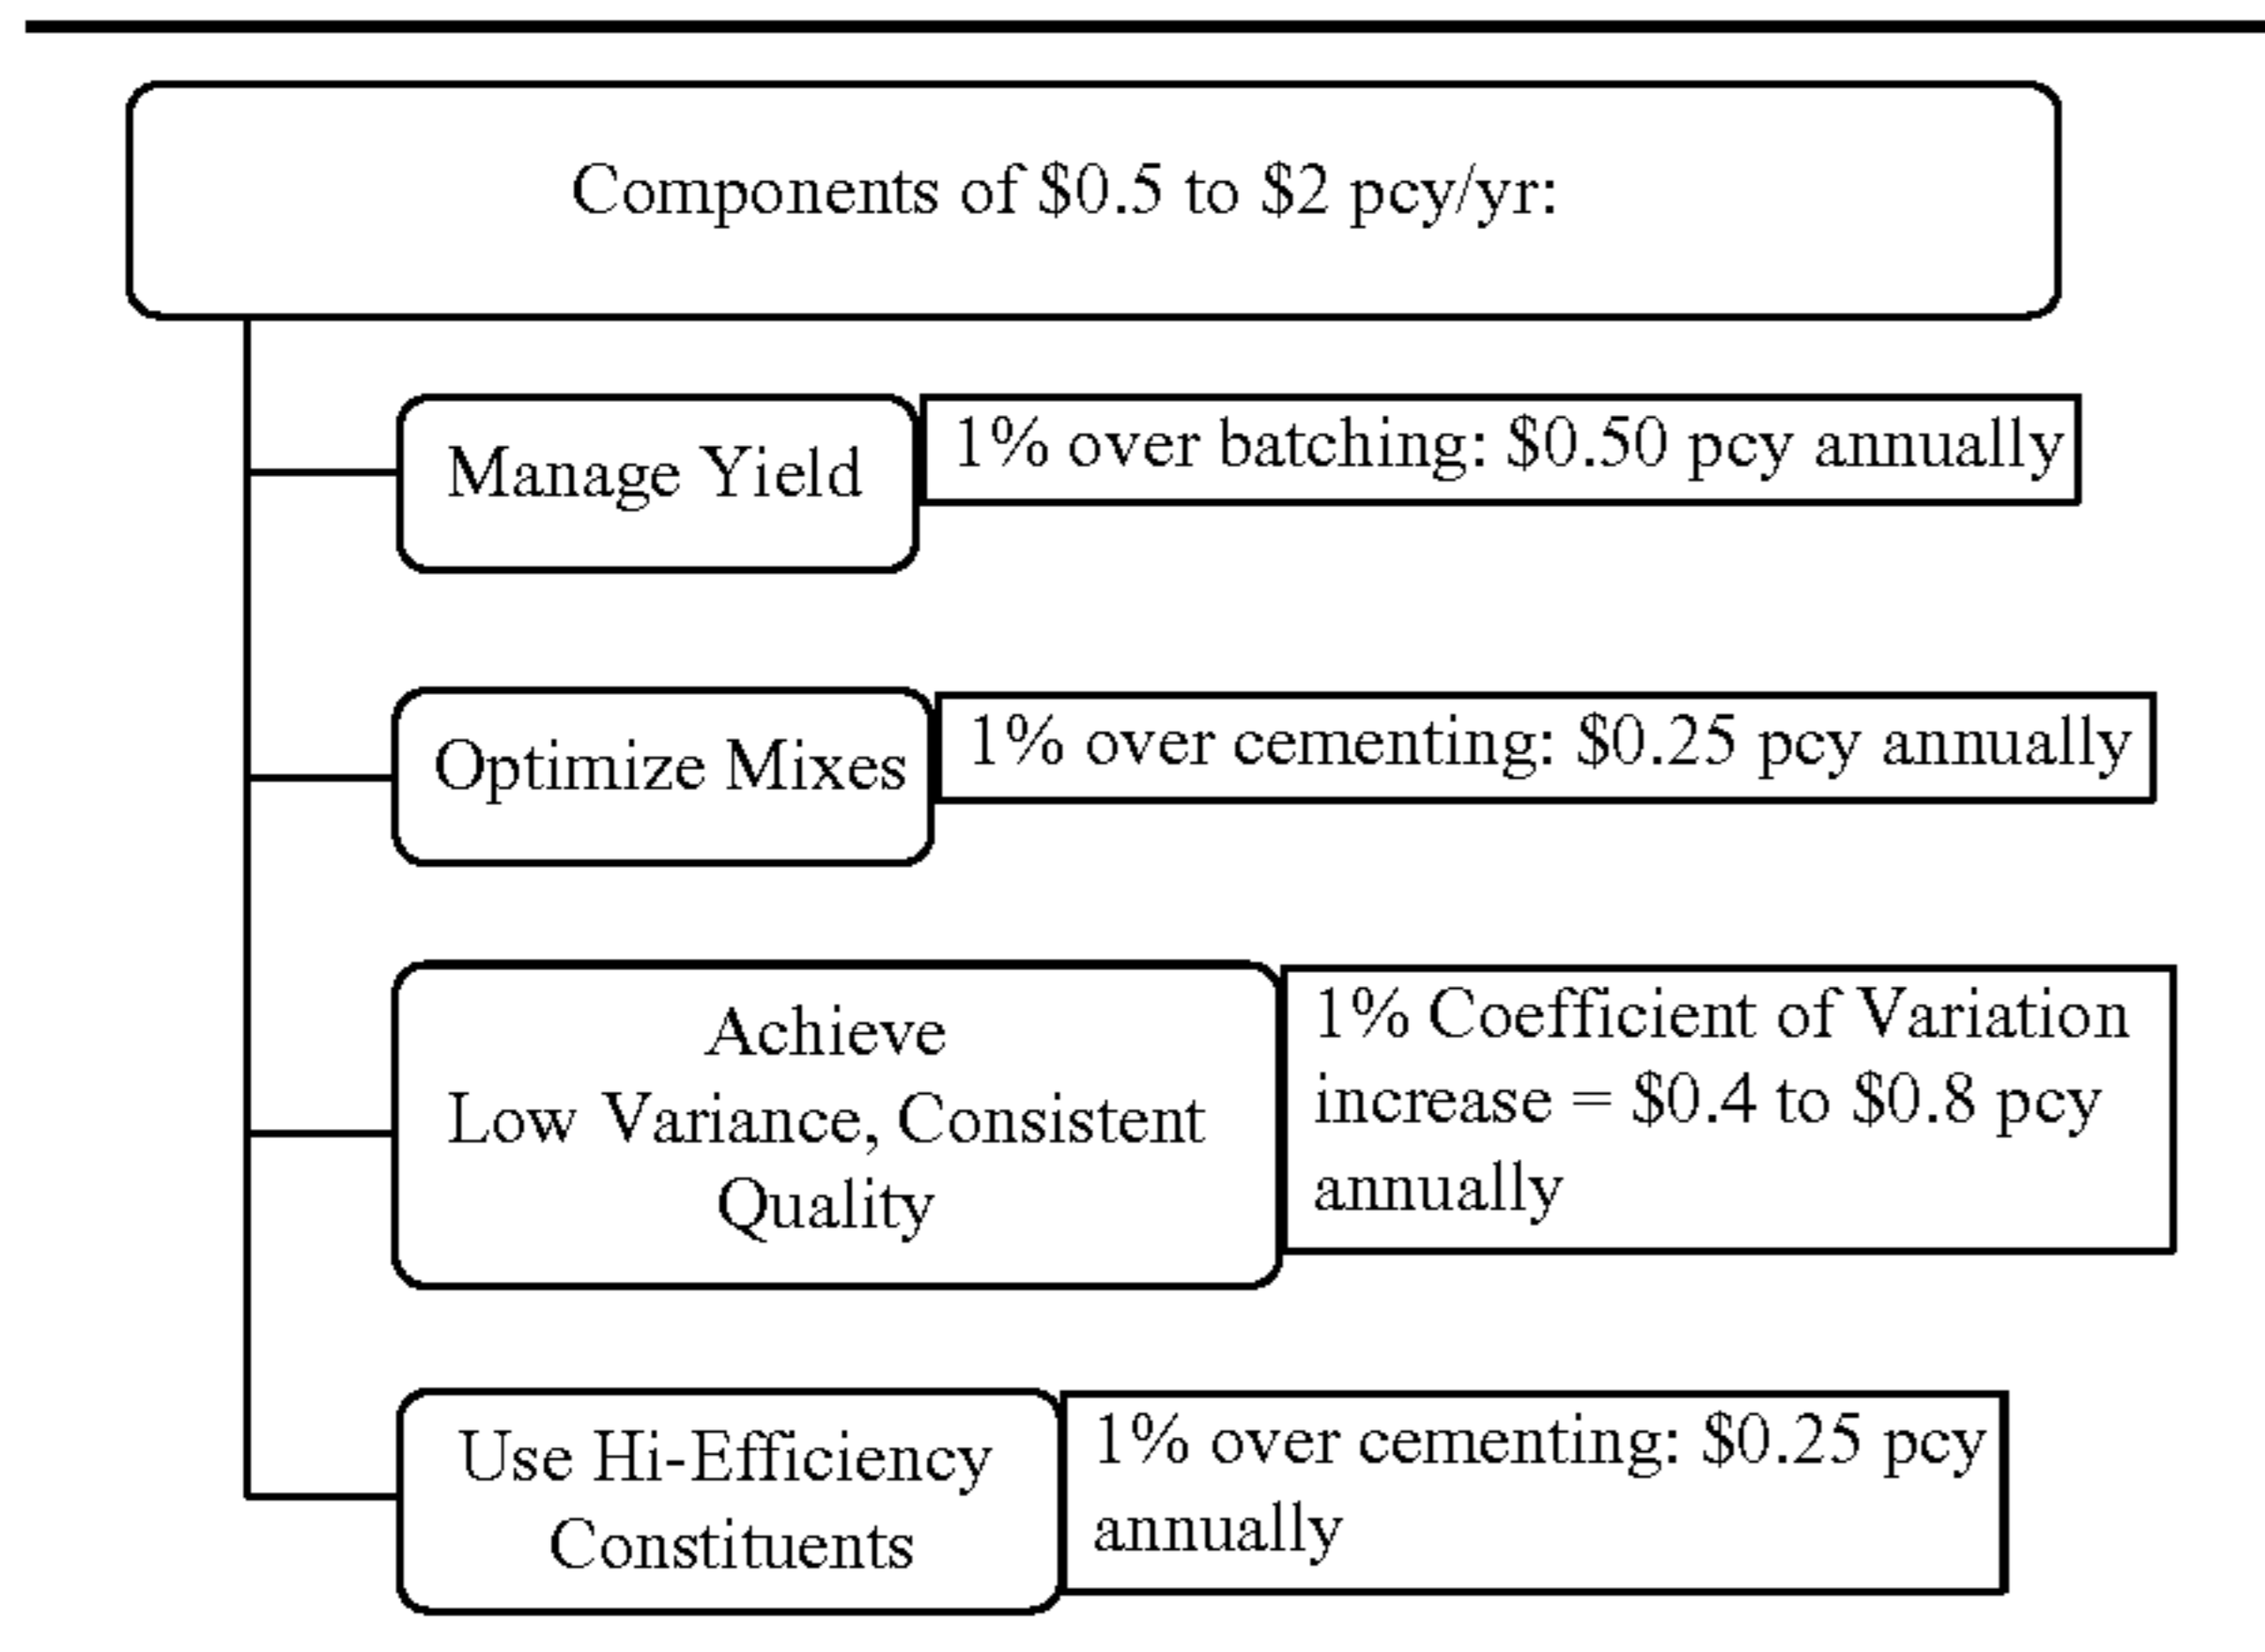 Components of $0.5 to $2 pcy/yr:
Manage Yield
1% over batching: $0.50 pcy annually
Optimize Mixes
1% over cementing: $0.25 pcy annually
Achieve
Low Variance, Consistent
Quality
1% Coefficient of Variation
increase = $0.4 to $0.8 pcy
annually
Use Hi-Efficiency
Constituents
1% over cementing: $0.25 pcy
annually